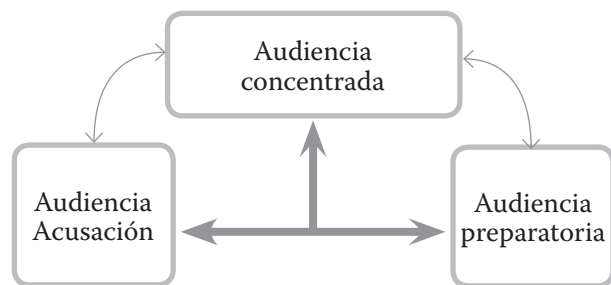 Audiencia
concentrada
Audiencia
Acusación
Audiencia
preparatoria